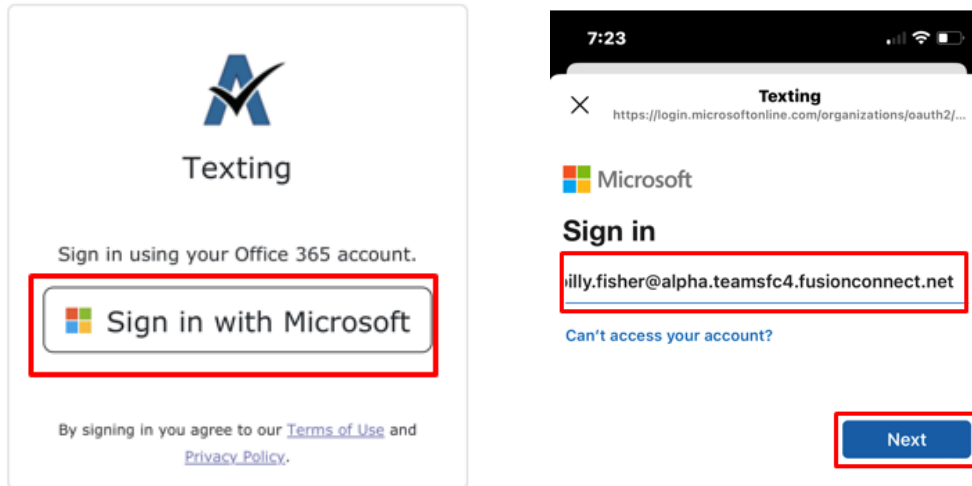 Texting
Sign in using your Office 365 account.
Sign in with Microsoft
By signing in you agree to our Terms of Use and
Privacy Policy.
7:23
Texting
https://login.microsoftonline.com/organizations/oauth2/...
Microsoft
Sign in
illy.fisher@alpha.teamsfc4.fusionconnect.net
Can't access your account?
Next